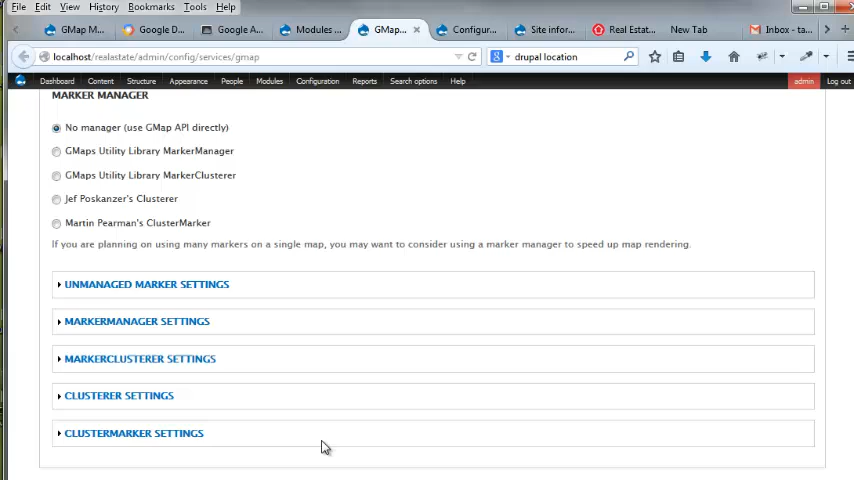 File Edit View History Bookmarks Tools Help
GMap M... Google D... Google A... Modules ... GMap... Configur... Site infor... Real Estat... New Tab Inbox - ta...
localhost/realastate/admin/config/services/gmap drupal location
Dashboard Content Structure Appearance People Modules Configuration Reports Search options Help admin Log out
MARKER MANAGER
No manager (use GMap API directly)
GMaps Utility Library MarkerManager
GMaps Utility Library MarkerClusterer
Jef Poskanzer's Clusterer
Martin Pearman's ClusterMarker
If you are planning on using many markers on a single map, you may want to consider using a marker manager to speed up map rendering.
UNMANAGED MARKER SETTINGS
MARKERMANAGER SETTINGS
MARKERCLUSTERER SETTINGS
CLUSTERER SETTINGS
CLUSTERMARKER SETTINGS